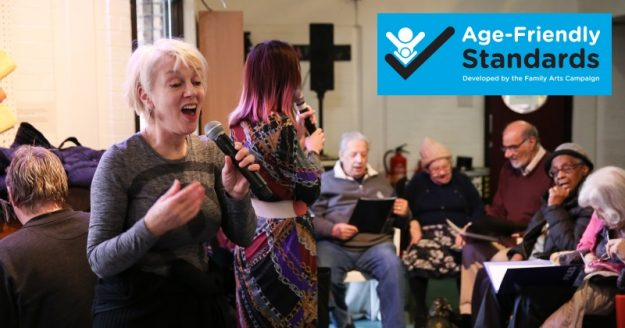 Age-Friendly
Standards
Developed by the Family Arts Campaign